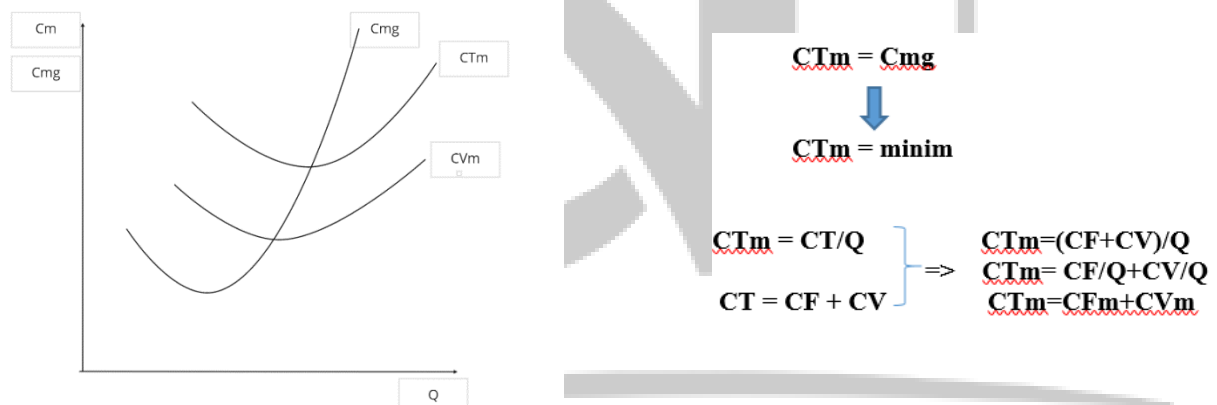 Cm
Cmg
Cmg
CTm
CVm
Q
CTm = Cmg
CTm = minim
CTm = CT/Q
CT = CF + CV
=>
CTm=(CF+CV)/Q
CTm= CF/Q+CV/Q
CTm=CFm+CVm